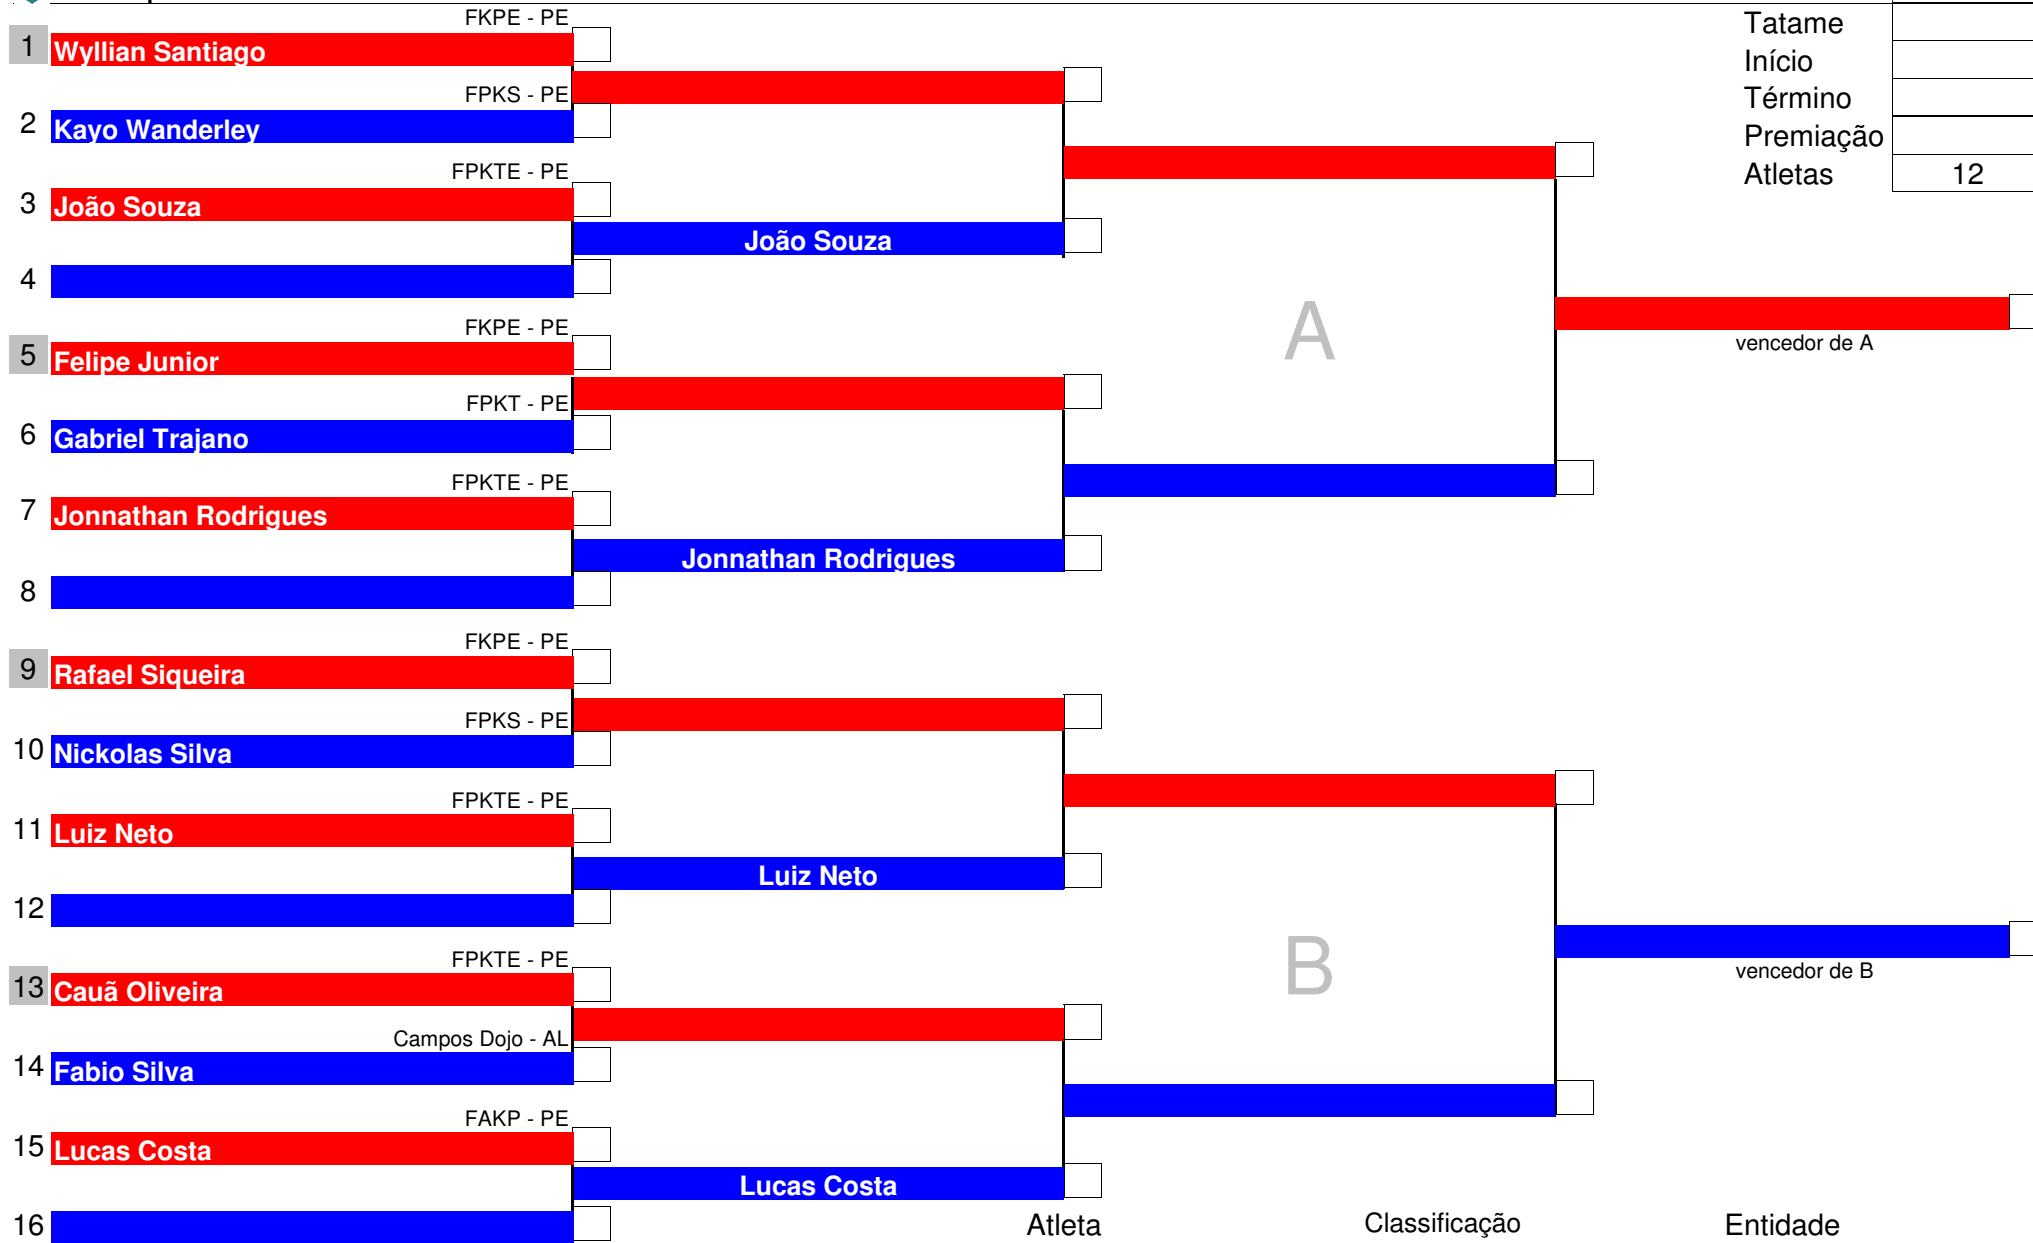 FKPE - PE
Tatame
1 Wyllian Santiago
Início
FPKS - PE
Término
2 Kayo Wanderley
Premiação
FPKTE - PE
Atletas 12
3 João Souza
João Souza
4
FKPE - PE
A
vencedor de A
5 Felipe Junior
FPKT - PE
6 Gabriel Trajano
FPKTE - PE
7 Jonnathan Rodrigues
Jonnathan Rodrigues
8
FKPE - PE
9 Rafael Siqueira
FPKS - PE
10 Nickolas Silva
FPKTE - PE
11 Luiz Neto
Luiz Neto
12
FPKTE - PE
B
vencedor de B
13 Cauã Oliveira
Campos Dojo - AL
14 Fabio Silva
FAKP - PE
15 Lucas Costa
Lucas Costa
16
Atleta Classificação Entidade